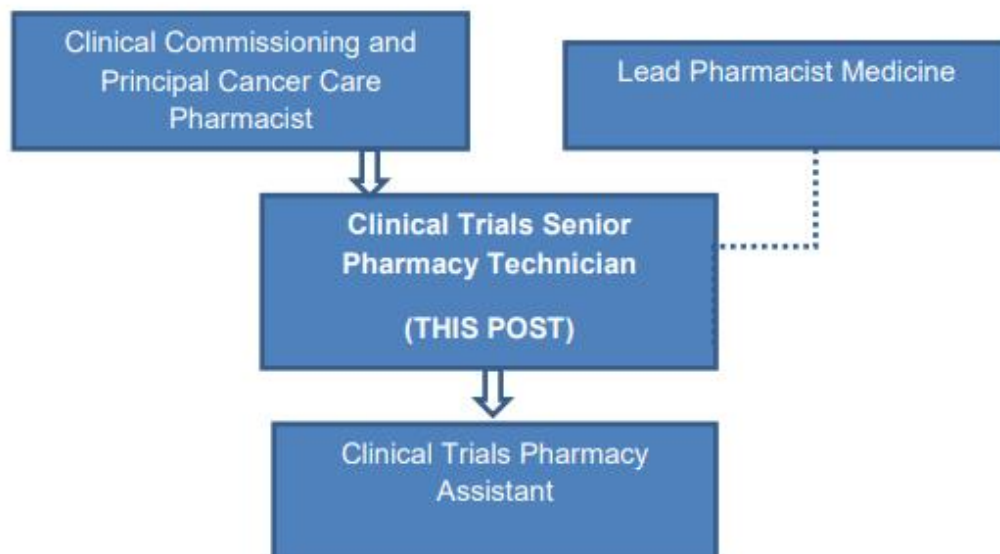 Clinical Commissioning and
Principal Cancer Care
Pharmacist
Lead Pharmacist Medicine
Clinical Trials Senior
Pharmacy Technician
(THIS POST)
Clinical Trials Pharmacy
Assistant